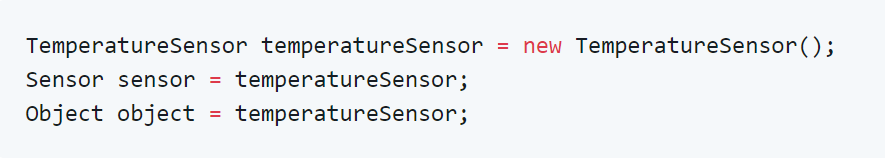 TemperatureSensor temperatureSensor = new TemperatureSensor();
Sensor sensor = temperatureSensor;
Object object = temperatureSensor;